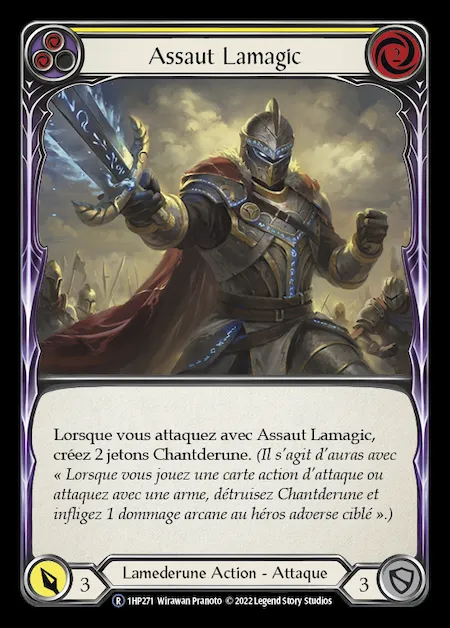 Assaut Lamagic
Lorsque vous attaquez avec Assaut Lamagic,
créez 2 jetons Chantderune. (Il s'agit d'auras avec
« Lorsque vous jouez une carte action d'attaque ou
attaquez avec une arme, détruisez Chantderune et
infligez 1 dommage arcane au héros adverse ciblé ».)
3
Lamederune Action - Attaque
3
R 1HP271 Wirawan Pranoto © 2022 Legend Story Studios